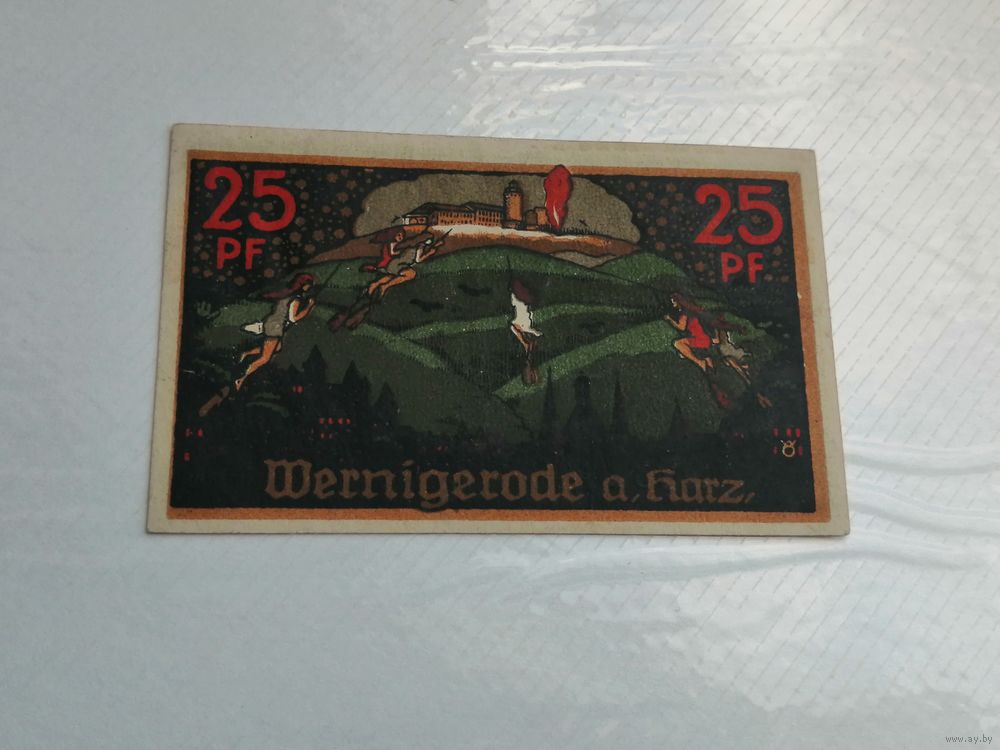 25 25
PF PF
Wernigerode a. Harz.
www.ay.by